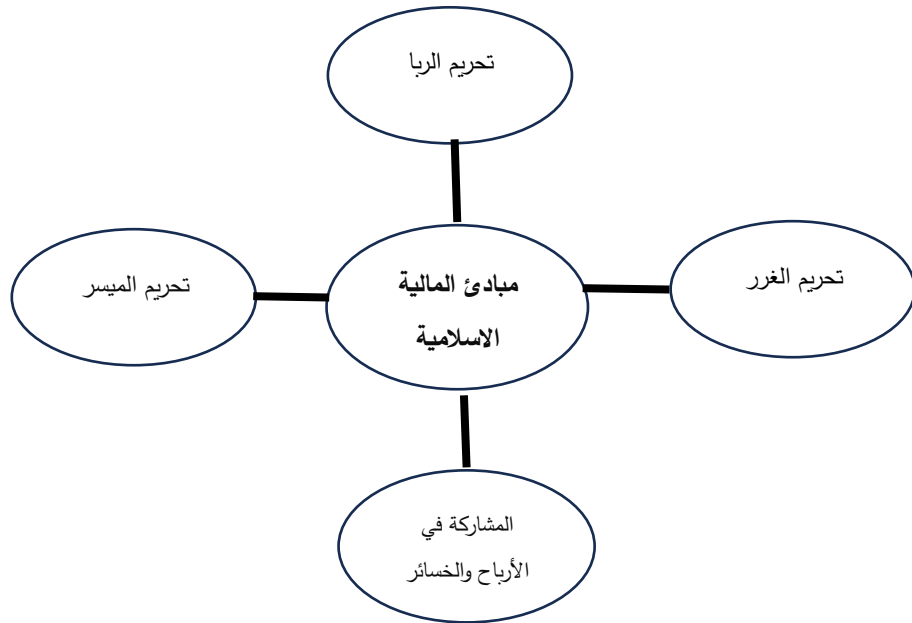 تحريم الربا
تحريم الغرر
مبادئ المالية
الاسلامية
تحريم الميسر
المشاركة في
الأرباح والخسائر